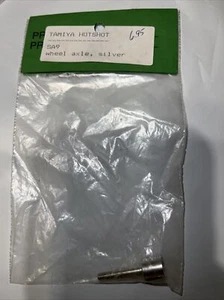 TAMIYA HOTSHOT
6.95
SA9
wheel axle, silver